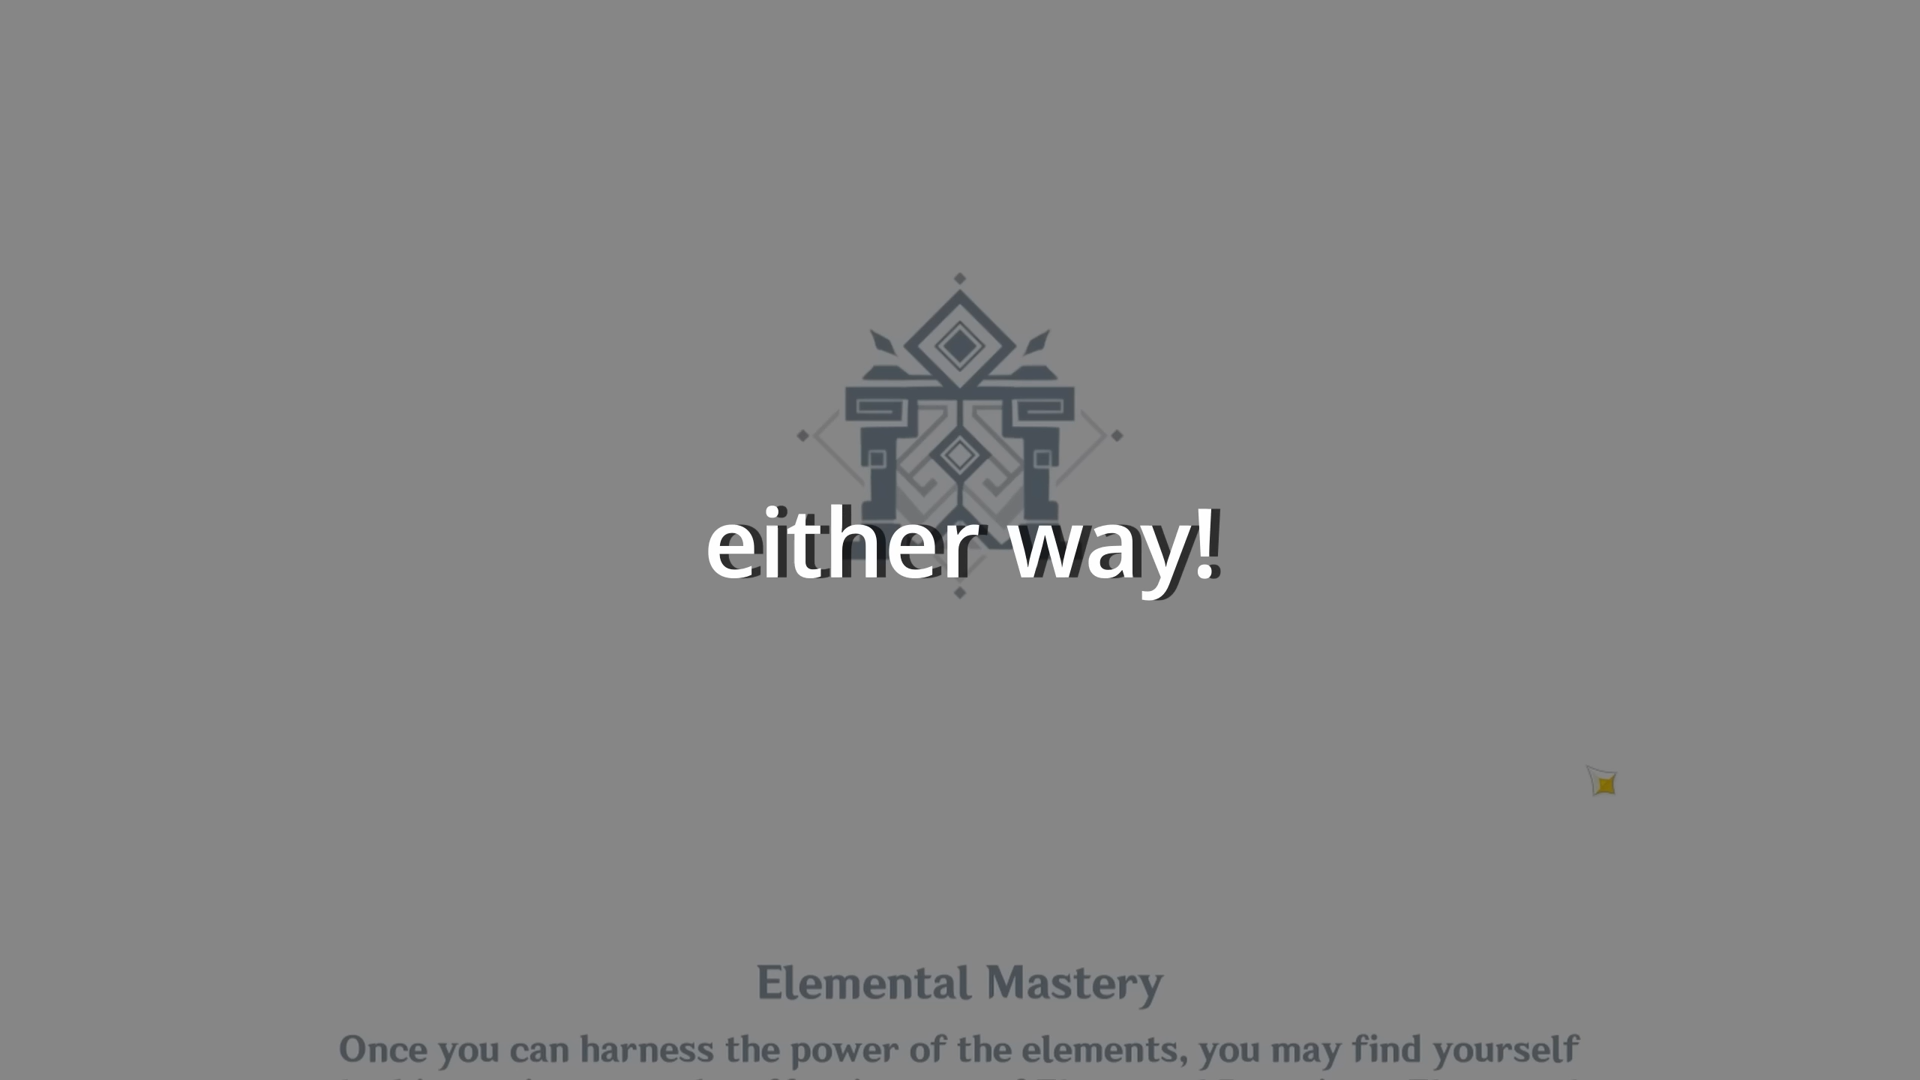 either way!
Elemental Mastery
Once you can harness the power of the elements, you may find yourself